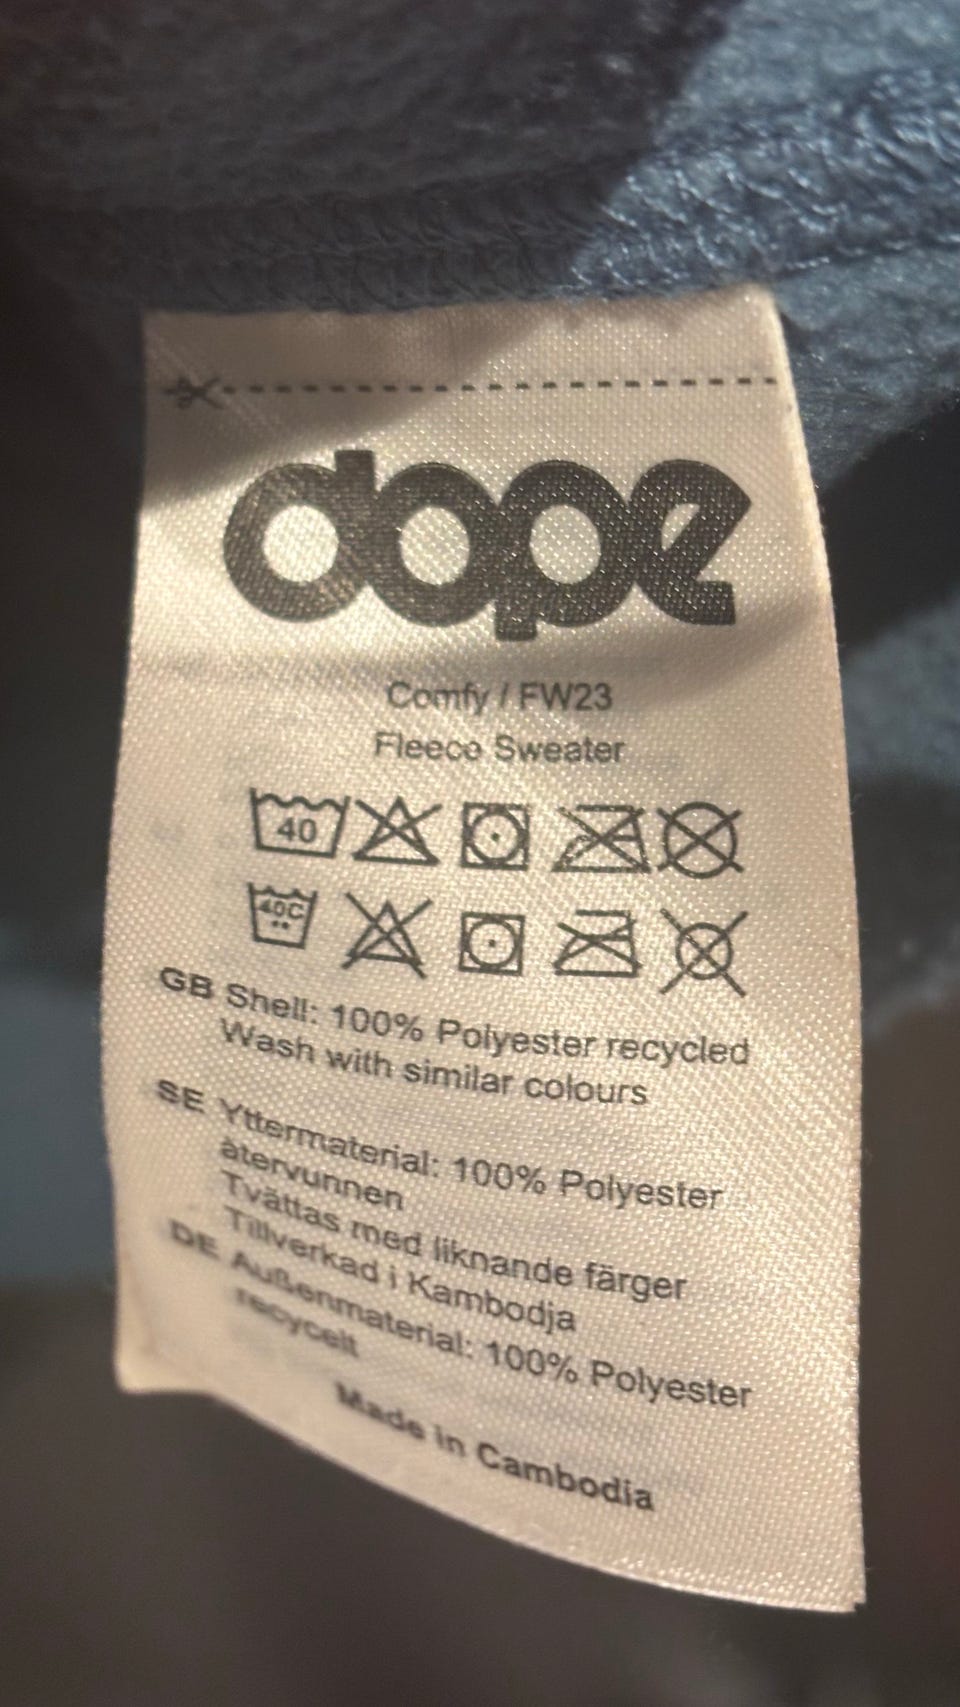 dope
Comfy / FW23
Fleece Sweater
40
40C
GB Shell: 100% Polyester recycled
Wash with similar colours
SE Yttermaterial: 100% Polyester
återvunnen
Tvättas med liknande färger
Tillverkad i Kambodja
DE Außenmaterial: 100% Polyester
recycelt
Made in Cambodia